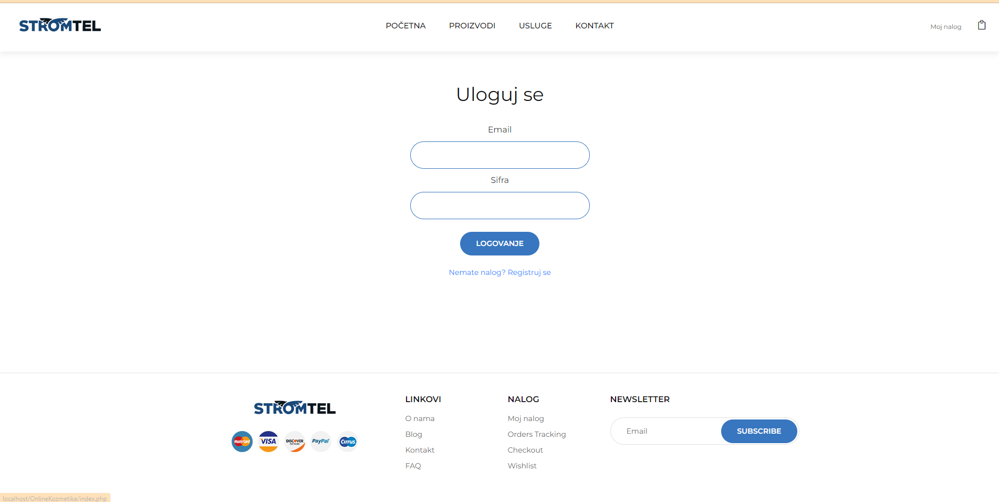 STROMTEL
POČETNA PROIZVODI USLUGE KONTAKT
Moj nalog
Uloguj se
Email
Sifra
LOGOVANJE
Nemate nalog? Registruj se
STROMTEL
MasterCard VISA DISCOVER NETWORK PayPal Cirrus
LINKOVI
O nama
Blog
Kontakt
FAQ
NALOG
Moj nalog
Orders Tracking
Checkout
Wishlist
NEWSLETTER
Email SUBSCRIBE
localhost/OnlineKozmetika/index.php